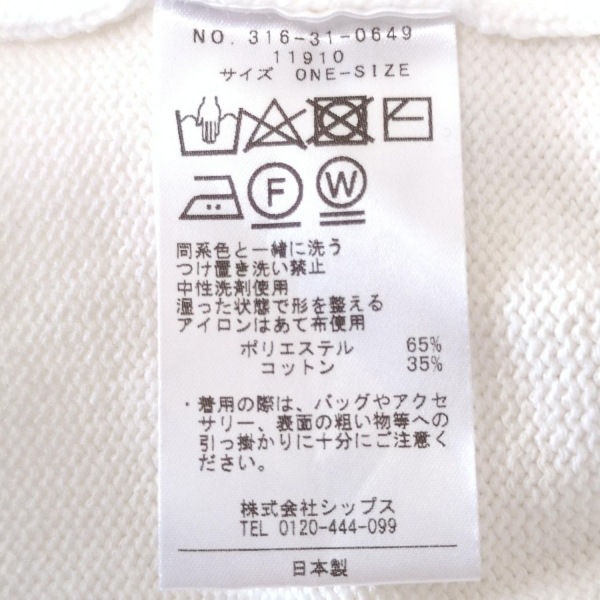 NO. 316-31-0649
11910
サイズ ONE-SIZE
F
W
同系色と一緒に洗う
つけ置き洗い禁止
中性洗剤使用
湿った状態で形を整える
アイロンはあて布使用
ポリエステル 65%
コットン 35%
・着用の際は、バッグやアクセ
サリー、表面の粗い物等への
引っ掛かりに十分にご注意く
ださい。
株式会社シップス
TEL 0120-444-099
日本製